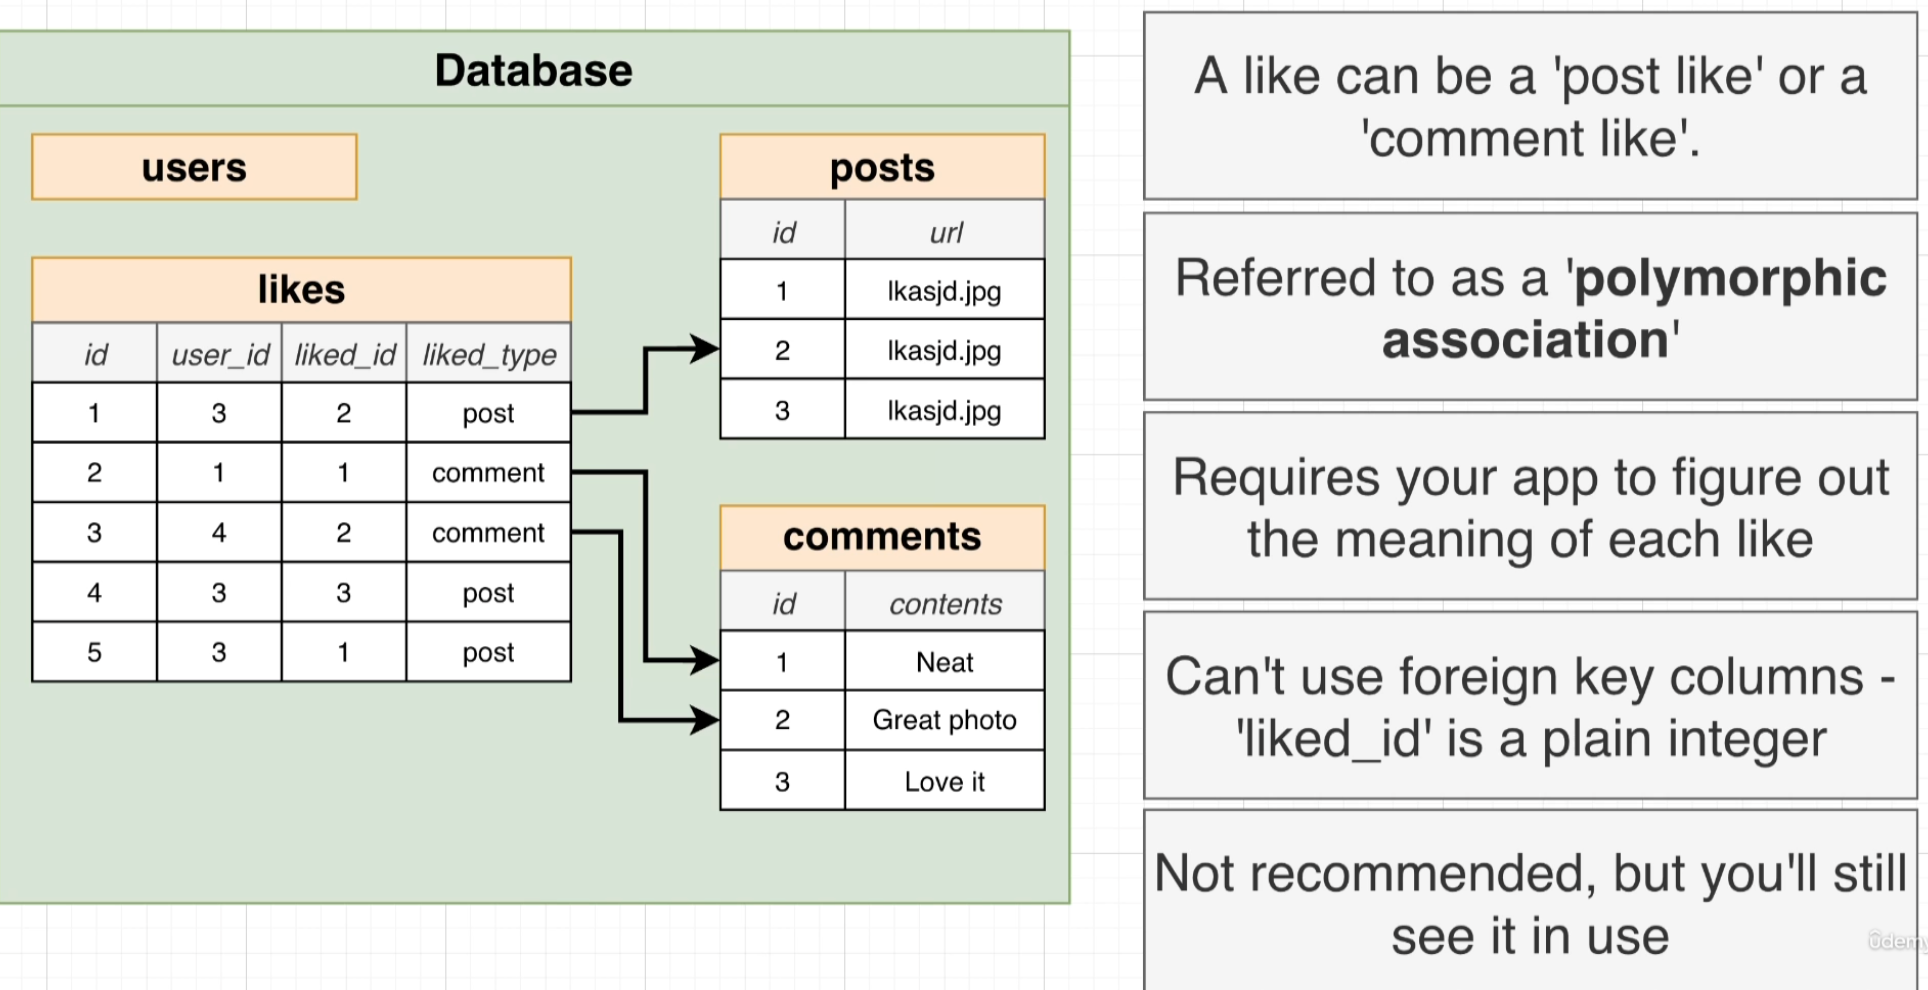 Database
users
likes
id user_id liked_id liked_type
1 3 2 post
2 1 1 comment
3 4 2 comment
4 3 3 post
5 3 1 post
posts
id url
1 lkasjd.jpg
2 lkasjd.jpg
3 lkasjd.jpg
comments
id contents
1 Neat
2 Great photo
3 Love it
A like can be a 'post like' or a
'comment like'.
Referred to as a 'polymorphic
association'
Requires your app to figure out
the meaning of each like
Can't use foreign key columns -
'liked_id' is a plain integer
Not recommended, but you'll still
see it in use
ûdemy